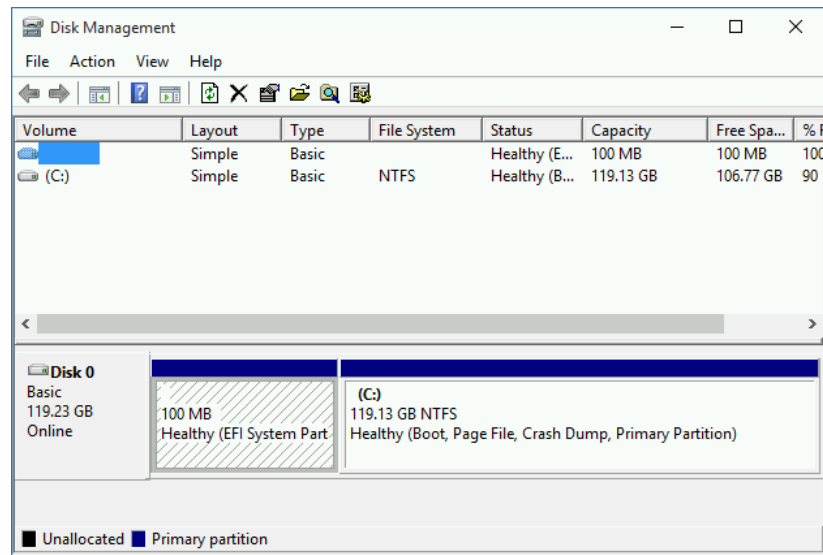 Disk Management
File Action View Help
Volume Layout Type File System Status Capacity Free Spa... % F
Simple Basic Healthy (E... 100 MB 100 MB 100
(C:) Simple Basic NTFS Healthy (B... 119.13 GB 106.77 GB 90
Disk 0
Basic
119.23 GB
Online
100 MB
Healthy (EFI System Part
(C:)
119.13 GB NTFS
Healthy (Boot, Page File, Crash Dump, Primary Partition)
Unallocated Primary partition